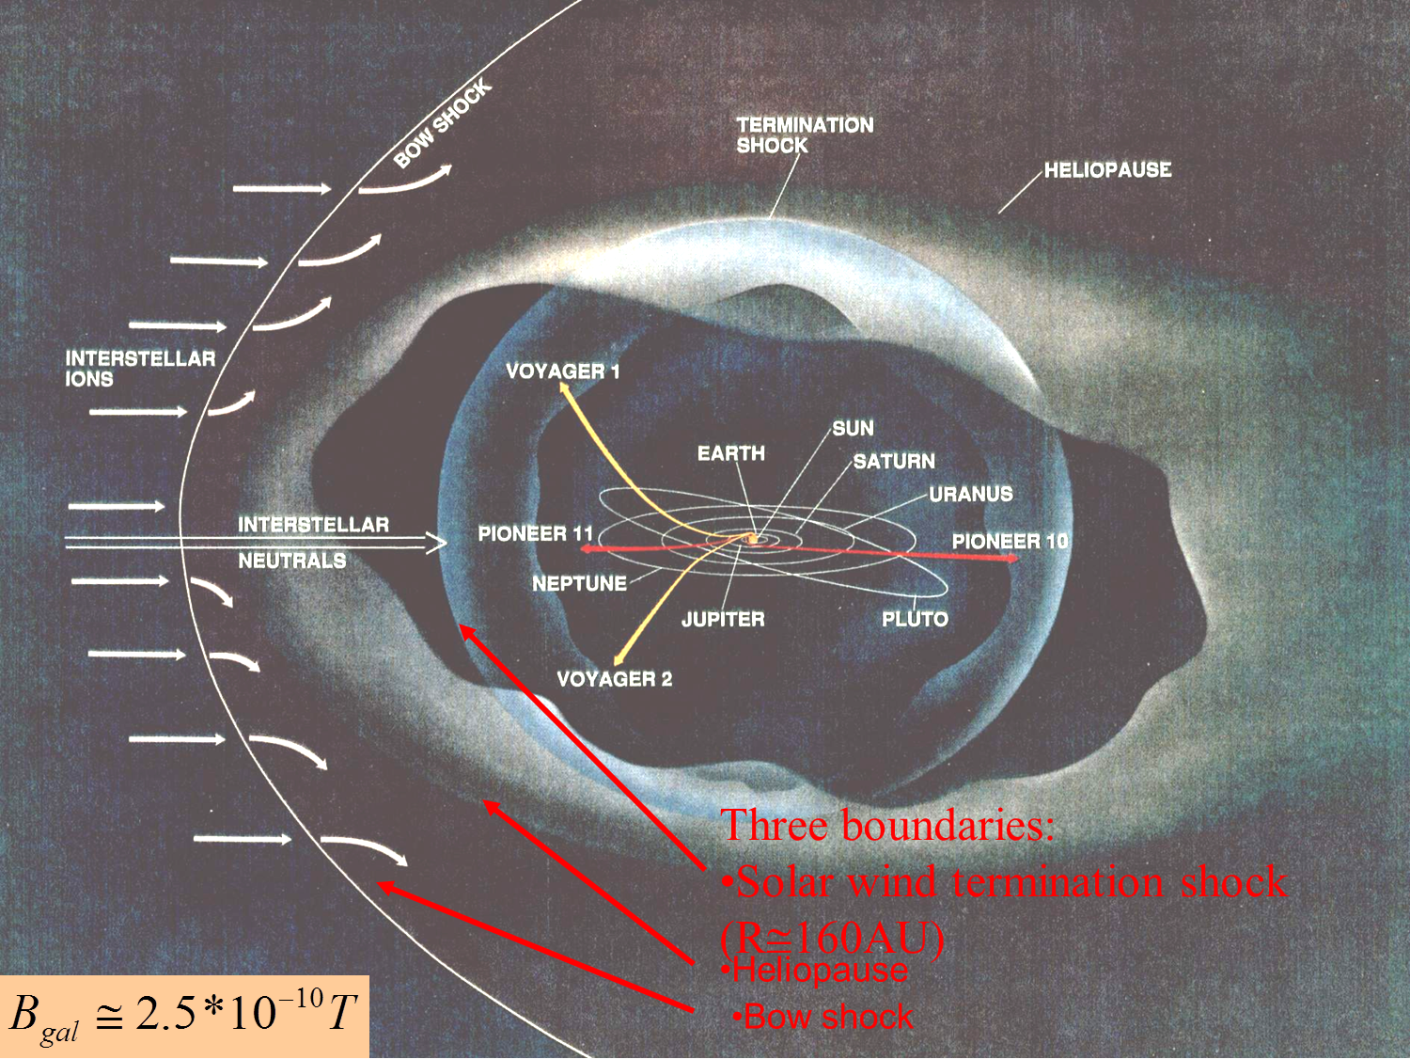 BOW SHOCK
TERMINATION
SHOCK
HELIOPAUSE
INTERSTELLAR
IONS
VOYAGER 1
SUN
EARTH
SATURN
URANUS
INTERSTELLAR
NEUTRALS
PIONEER 11
PIONEER 10
NEPTUNE
JUPITER
PLUTO
VOYAGER 2
Three boundaries:
•Solar wind termination shock
(R≅160AU)
•Heliopause
•Bow shock
B_gal ≅ 2.5*10⁻¹⁰T